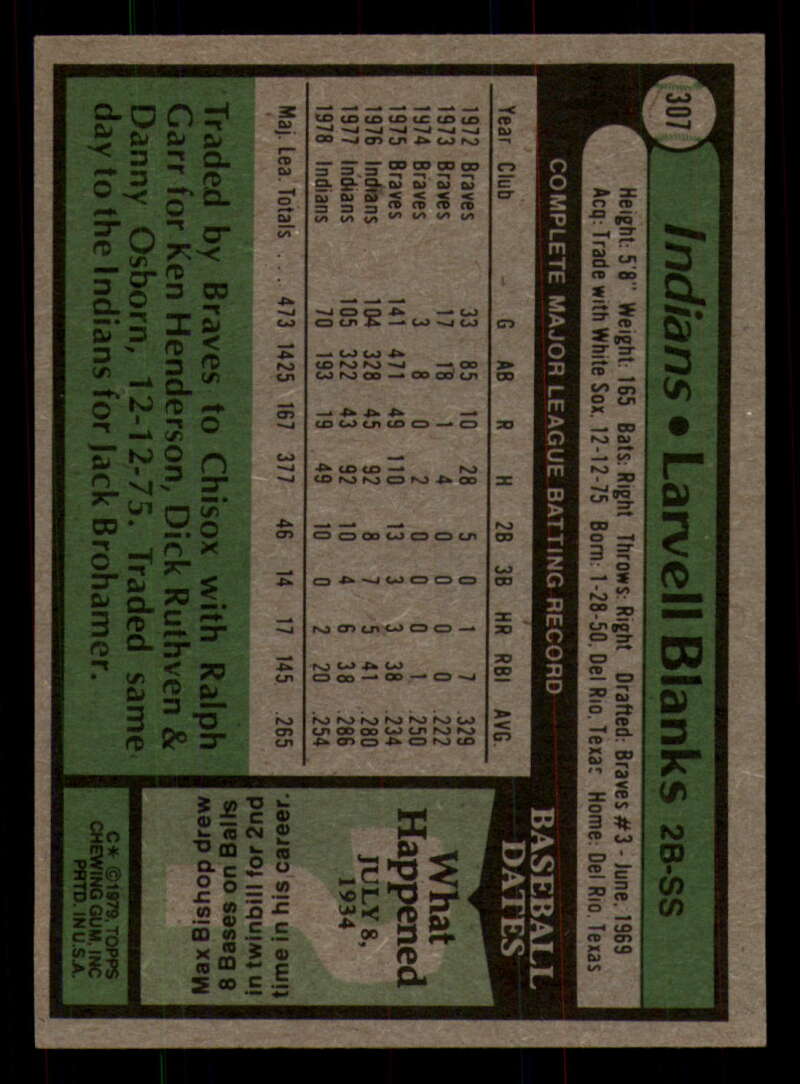 307
Indians • Larvell Blanks 2B-SS
Height: 5'8" Weight: 165 Bats: Right Throws: Right Drafted: Braves #3 - June, 1969
Acq: Trade with White Sox, 12-12-75 Born: 1-28-50, Del Rio, Texas Home: Del Rio, Texas
COMPLETE MAJOR LEAGUE BATTING RECORD
Year Club G AB R H 2B 3B HR RBI AVG.
1972 Braves 33 85 10 28 5 0 1 7 .329
1973 Braves 17 18 1 4 0 0 0 0 .222
1974 Braves 3 8 0 2 0 0 0 1 .250
1975 Braves 141 471 49 110 13 3 3 38 .234
1976 Indians 104 328 45 92 8 7 5 41 .280
1977 Indians 105 322 43 92 10 4 6 38 .286
1978 Indians 70 193 19 49 10 0 2 20 .254
Maj. Lea. Totals . . . 473 1425 167 377 46 14 17 145 .265
Traded by Braves to Chisox with Ralph
Garr for Ken Henderson, Dick Ruthven &
Danny Osborn, 12-12-75. Traded same
day to the Indians for Jack Brohamer.
BASEBALL
DATES
What
Happened
JULY 8,
1934
Max Bishop drew
8 Bases on Balls
in twinbill for 2nd
time in his career.
C* ©1979, TOPPS
CHEWING GUM, INC
PRTD. IN U.S.A.